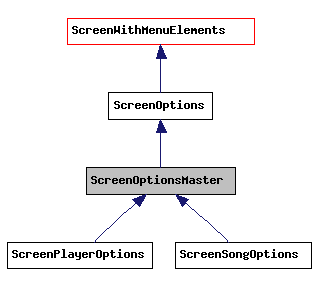 ScreenWithMenuElements
ScreenOptions
ScreenOptionsMaster
ScreenPlayerOptions
ScreenSongOptions